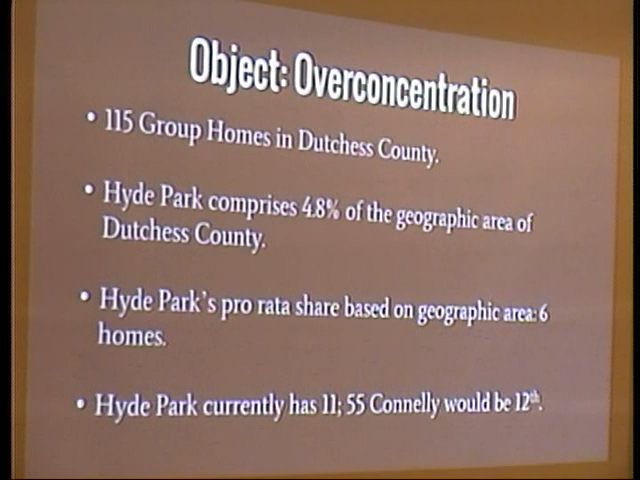 Object: Overconcentration
• 115 Group Homes in Dutchess County.
• Hyde Park comprises 4.8% of the geographic area of
Dutchess County.
• Hyde Park's pro rata share based on geographic area: 6
homes.
• Hyde Park currently has 11; 55 Connelly would be 12th.